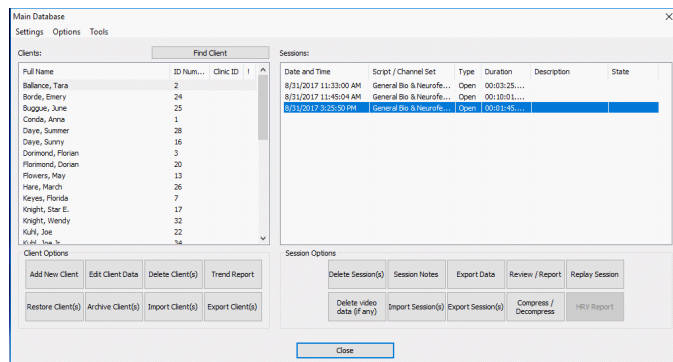 Main Database
Settings Options Tools
Clients:
Find Client
Full Name ID Num... Clinic ID !
Ballance, Tara 2
Borde, Emery 24
Buggue, June 25
Conda, Anna 1
Daye, Summer 28
Daye, Sunny 16
Dorimond, Florian 3
Florimond, Dorian 20
Flowers, May 13
Hare, March 26
Keyes, Florida 7
Knight, Star E. 17
Knight, Wendy 32
Kuhl, Joe 22
Kuhl, Joe Jr. 34
Sessions:
Date and Time Script / Channel Set Type Duration Description State
8/31/2017 11:33:00 AM General Bio & Neurofe... Open 00:03:25....
8/31/2017 11:45:04 AM General Bio & Neurofe... Open 00:10:01....
8/31/2017 3:25:50 PM General Bio & Neurofe... Open 00:01:45....
Client Options
Add New Client Edit Client Data Delete Client(s) Trend Report
Restore Client(s) Archive Client(s) Import Client(s) Export Client(s)
Session Options
Delete Session(s) Session Notes Export Data Review / Report Replay Session
Delete video data (if any) Import Session(s) Export Session(s) Compress / Decompress HRV Report
Close